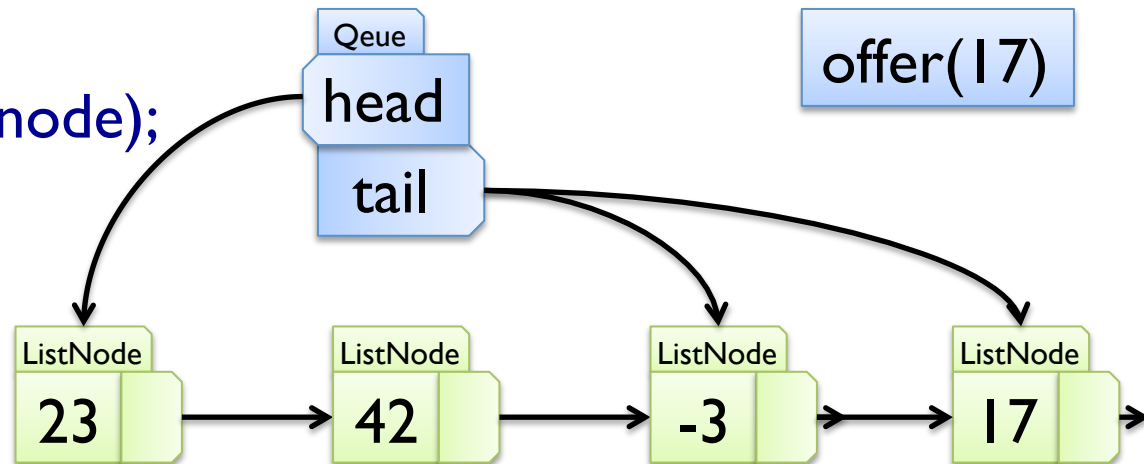 Qeue
offer(17)
head
node);
tail
ListNode ListNode ListNode ListNode
23 42 -3 17